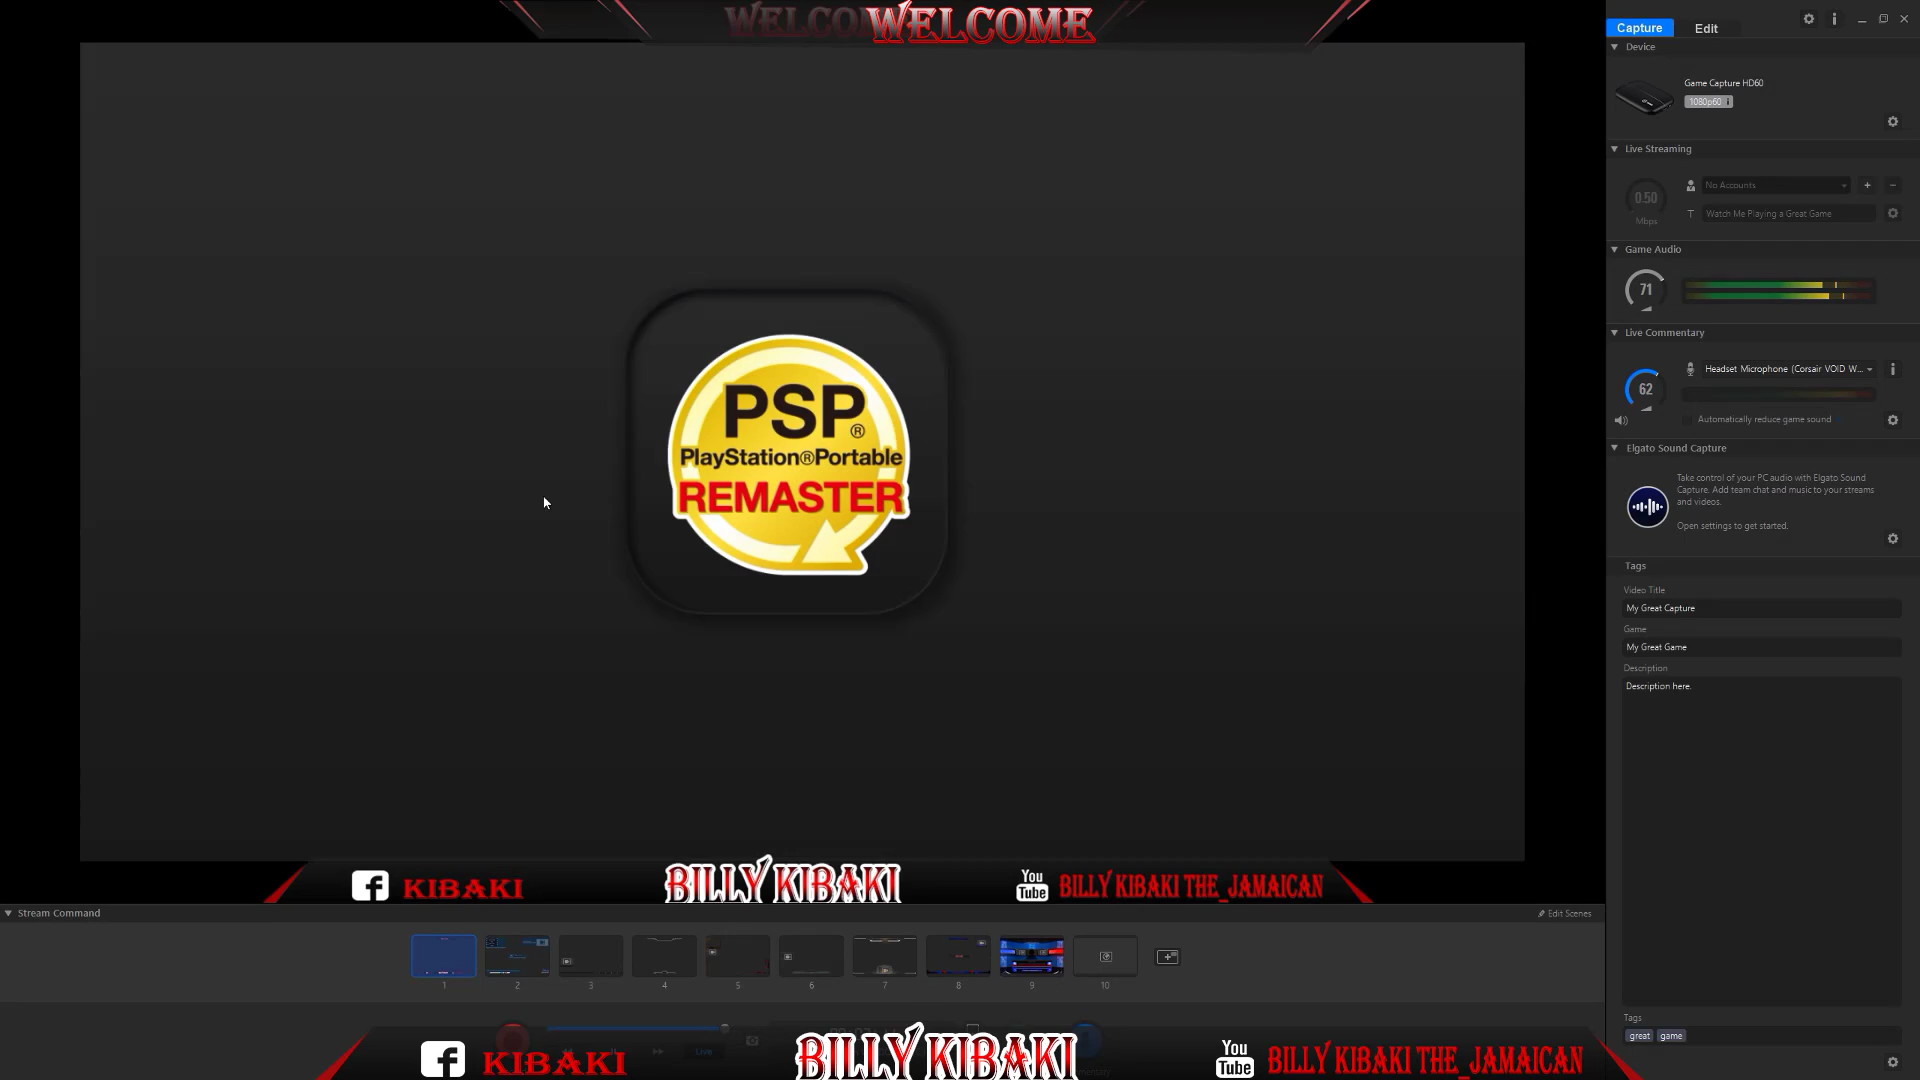 WELCOME
WELCOME
Capture
Edit
Device
Game Capture HD60
1080p60
Live Streaming
0.50
Mbps
No Accounts
T
Watch Me Playing a Great Game
Game Audio
71
Live Commentary
Headset Microphone (Corsair VOID W...
62
Automatically reduce game sound
Elgato Sound Capture
Take control of your PC audio with Elgato Sound
Capture. Add team chat and music to your streams
and videos.
Open settings to get started.
Tags
Video Title
My Great Capture
Game
My Great Game
Description
Description here.
Tags
great game
PSP®
PlayStation®Portable
REMASTER
KIBAKI
BILLY KIBAKI
You Tube
BILLY KIBAKI THE_JAMAICAN
Stream Command
Edit Scenes
1 2 3 4 5 6 7 8 9 10
Live
KIBAKI
BILLY KIBAKI
You Tube
BILLY KIBAKI THE_JAMAICAN